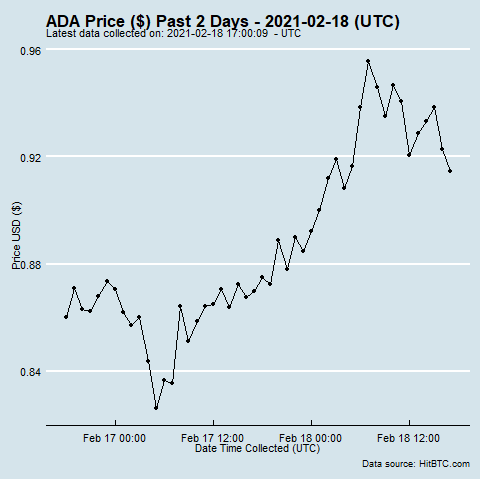 ADA Price ($) Past 2 Days - 2021-02-18 (UTC)
Latest data collected on: 2021-02-18 17:00:09 - UTC
0.96
0.92
0.88
0.84
Price USD ($)
Feb 17 00:00 Feb 17 12:00 Feb 18 00:00 Feb 18 12:00
Date Time Collected (UTC)
Data source: HitBTC.com